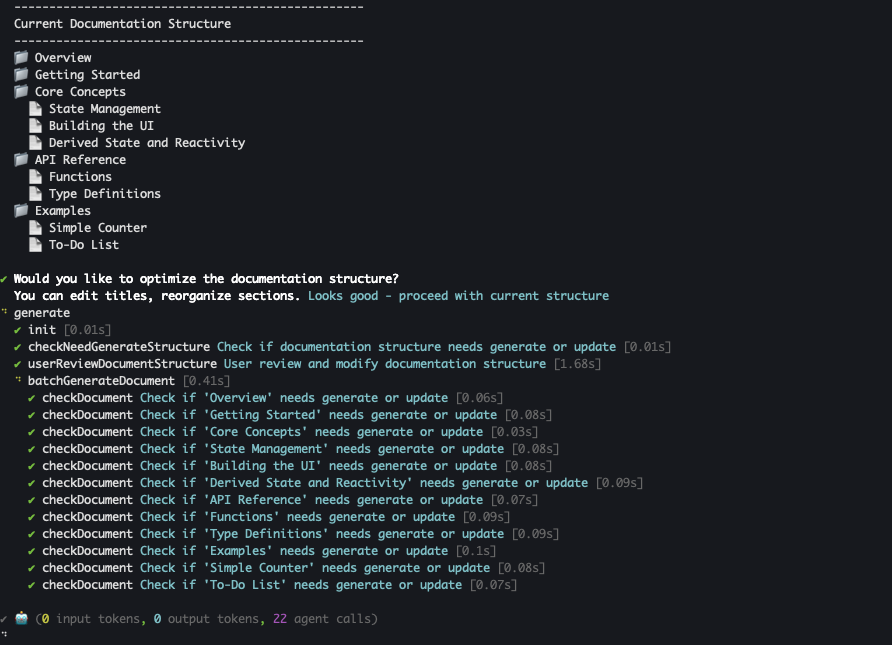 --------------------------------------------------
Current Documentation Structure
--------------------------------------------------
📁 Overview
📁 Getting Started
📁 Core Concepts
📄 State Management
📄 Building the UI
📄 Derived State and Reactivity
📁 API Reference
📄 Functions
📄 Type Definitions
📁 Examples
📄 Simple Counter
📄 To-Do List
✔ Would you like to optimize the documentation structure?
You can edit titles, reorganize sections. Looks good - proceed with current structure
generate
✔ init [0.01s]
✔ checkNeedGenerateStructure Check if documentation structure needs generate or update [0.01s]
✔ userReviewDocumentStructure User review and modify documentation structure [1.68s]
batchGenerateDocument [0.41s]
✔ checkDocument Check if 'Overview' needs generate or update [0.06s]
✔ checkDocument Check if 'Getting Started' needs generate or update [0.08s]
✔ checkDocument Check if 'Core Concepts' needs generate or update [0.03s]
✔ checkDocument Check if 'State Management' needs generate or update [0.08s]
✔ checkDocument Check if 'Building the UI' needs generate or update [0.08s]
✔ checkDocument Check if 'Derived State and Reactivity' needs generate or update [0.09s]
✔ checkDocument Check if 'API Reference' needs generate or update [0.07s]
✔ checkDocument Check if 'Functions' needs generate or update [0.09s]
✔ checkDocument Check if 'Type Definitions' needs generate or update [0.09s]
✔ checkDocument Check if 'Examples' needs generate or update [0.1s]
✔ checkDocument Check if 'Simple Counter' needs generate or update [0.08s]
✔ checkDocument Check if 'To-Do List' needs generate or update [0.07s]
✔ 🤖 (0 input tokens, 0 output tokens, 22 agent calls)